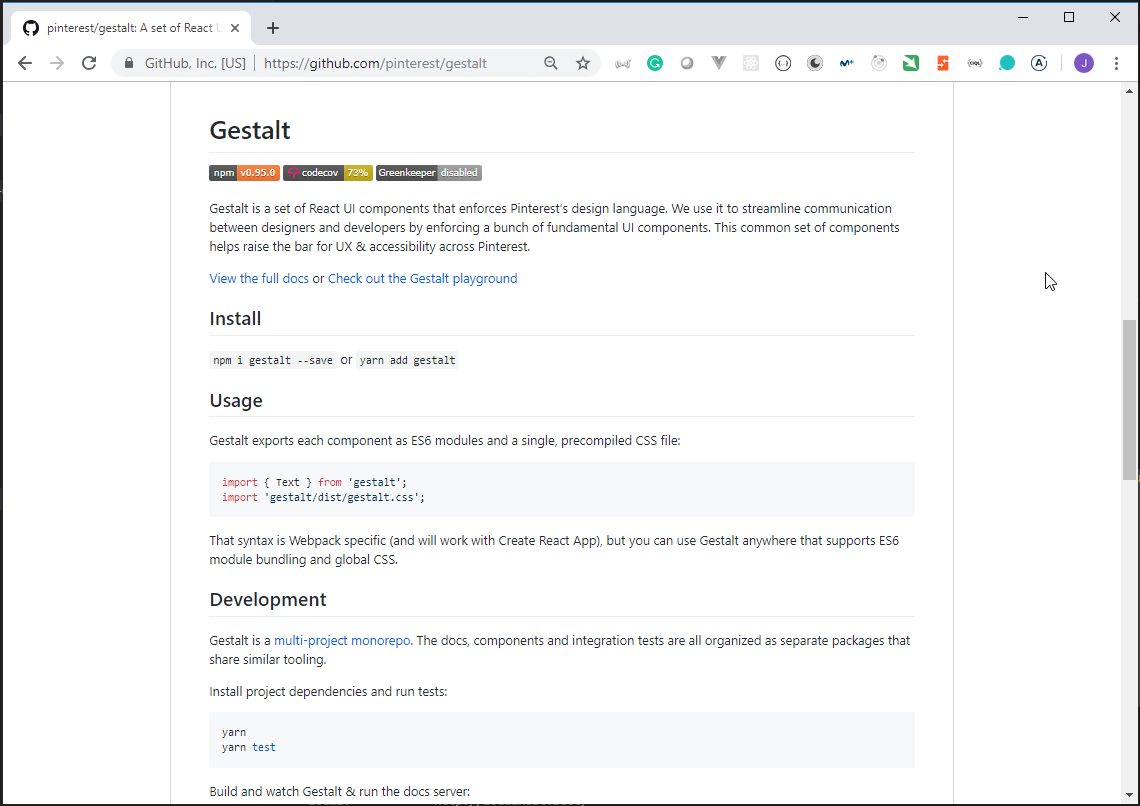 pinterest/gestalt: A set of React U
GitHub, Inc. [US] https://github.com/pinterest/gestalt
J
Gestalt
npm v0.95.0 codecov 73% Greenkeeper disabled
Gestalt is a set of React UI components that enforces Pinterest's design language. We use it to streamline communication
between designers and developers by enforcing a bunch of fundamental UI components. This common set of components
helps raise the bar for UX & accessibility across Pinterest.
View the full docs or Check out the Gestalt playground
Install
npm i gestalt --save or yarn add gestalt
Usage
Gestalt exports each component as ES6 modules and a single, precompiled CSS file:
import { Text } from 'gestalt';
import 'gestalt/dist/gestalt.css';
That syntax is Webpack specific (and will work with Create React App), but you can use Gestalt anywhere that supports ES6
module bundling and global CSS.
Development
Gestalt is a multi-project monorepo. The docs, components and integration tests are all organized as separate packages that
share similar tooling.
Install project dependencies and run tests:
yarn
yarn test
Build and watch Gestalt & run the docs server: